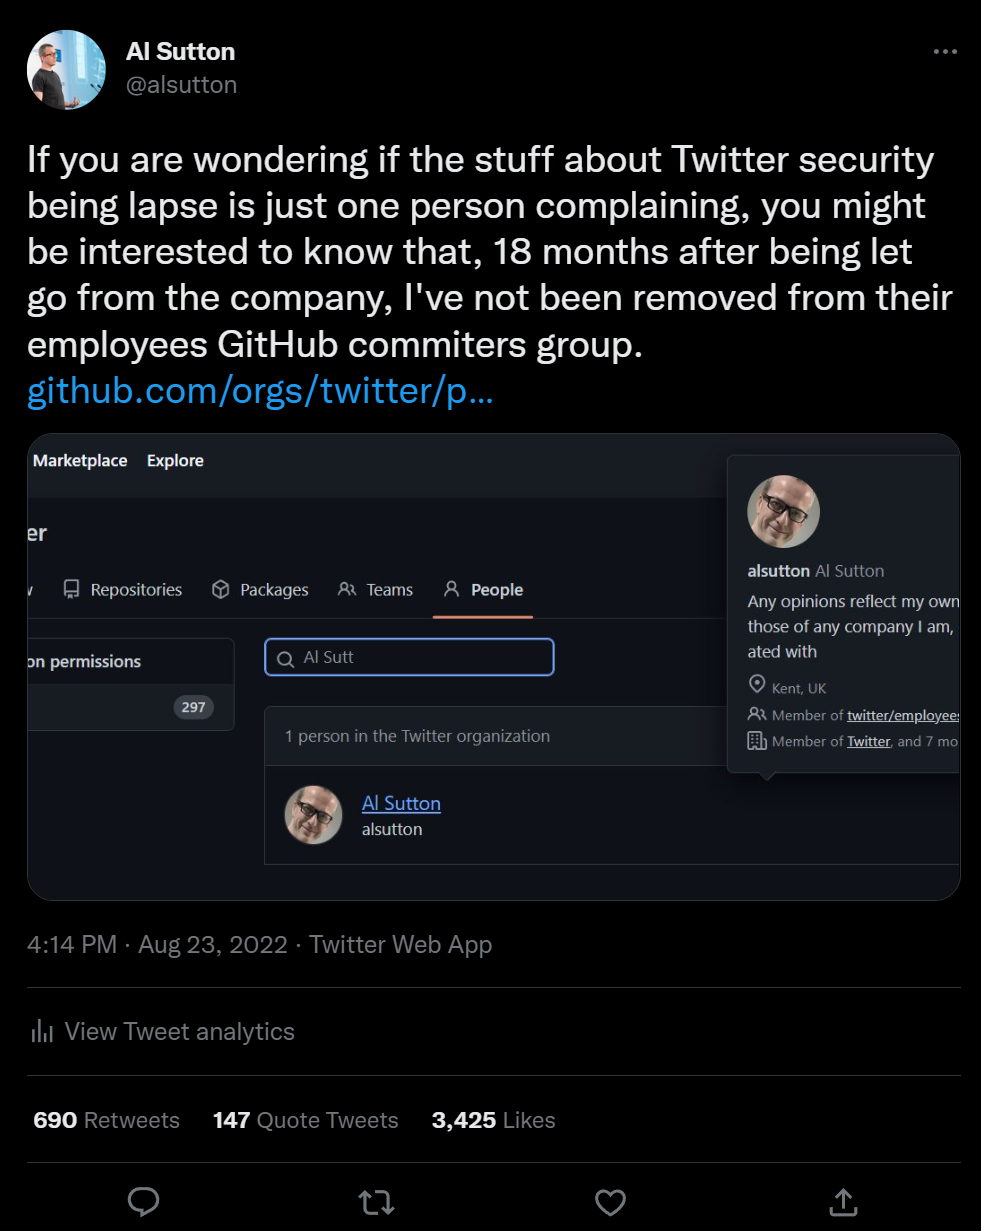 Al Sutton
@alsutton
If you are wondering if the stuff about Twitter security
being lapse is just one person complaining, you might
be interested to know that, 18 months after being let
go from the company, I've not been removed from their
employees GitHub commiters group.
github.com/orgs/twitter/p...
Marketplace Explore
er
Repositories Packages Teams People
on permissions
297
Al Sutt
1 person in the Twitter organization
Al Sutton
alsutton
alsutton Al Sutton
Any opinions reflect my own
those of any company I am,
ated with
Kent, UK
Member of twitter/employees
Member of Twitter, and 7 mo
4:14 PM · Aug 23, 2022 · Twitter Web App
View Tweet analytics
690 Retweets 147 Quote Tweets 3,425 Likes